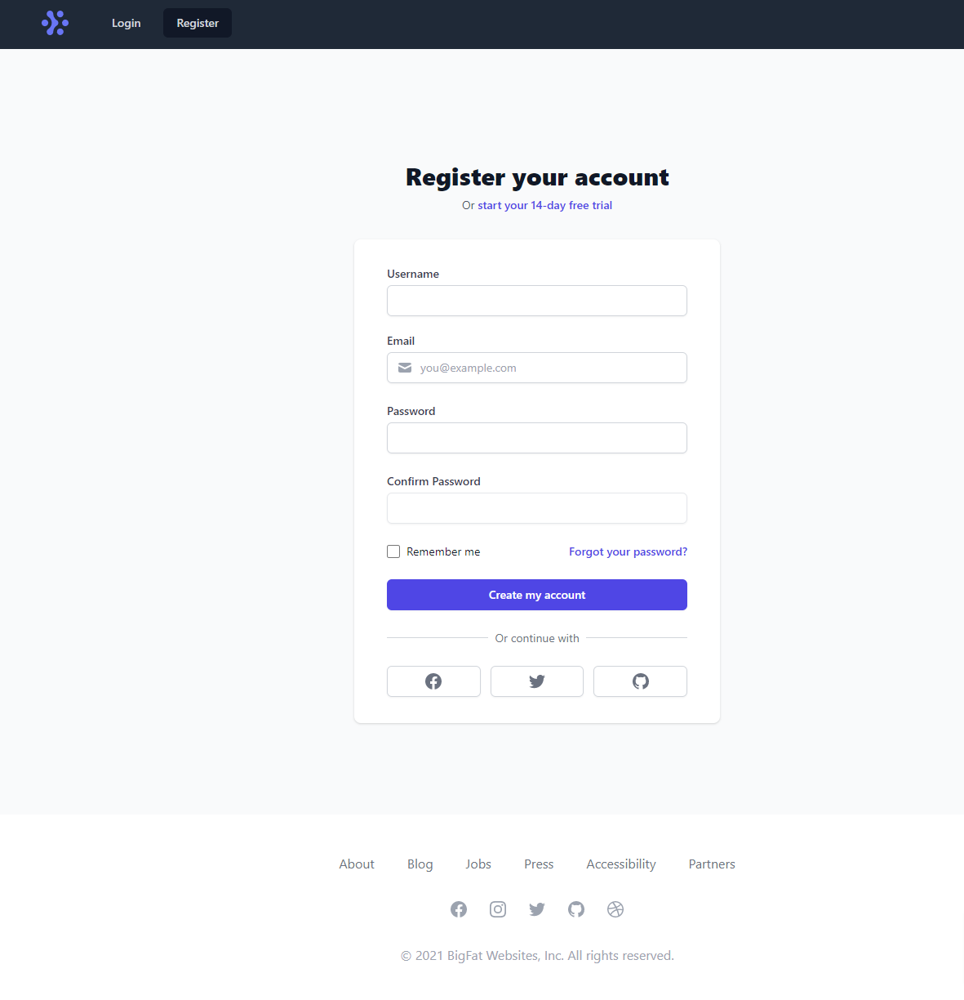 Login Register
Register your account
Or start your 14-day free trial
Username
Email
you@example.com
Password
Confirm Password
Remember me Forgot your password?
Create my account
Or continue with
About Blog Jobs Press Accessibility Partners
© 2021 BigFat Websites, Inc. All rights reserved.